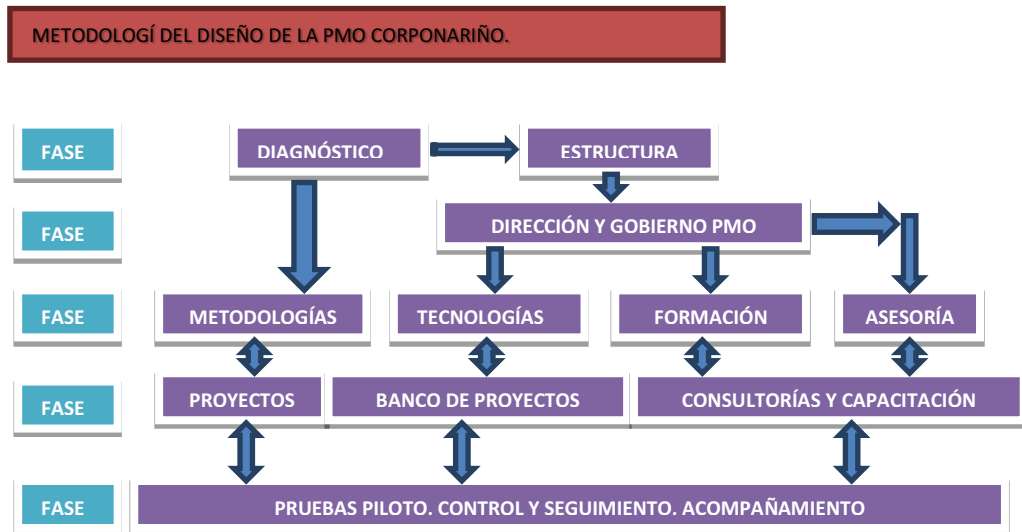 METODOLOGÍ DEL DISEÑO DE LA PMO CORPONARIÑO.
FASE
DIAGNÓSTICO
ESTRUCTURA
FASE
DIRECCIÓN Y GOBIERNO PMO
FASE
METODOLOGÍAS
TECNOLOGÍAS
FORMACIÓN
ASESORÍA
FASE
PROYECTOS
BANCO DE PROYECTOS
CONSULTORÍAS Y CAPACITACIÓN
FASE
PRUEBAS PILOTO. CONTROL Y SEGUIMIENTO. ACOMPAÑAMIENTO